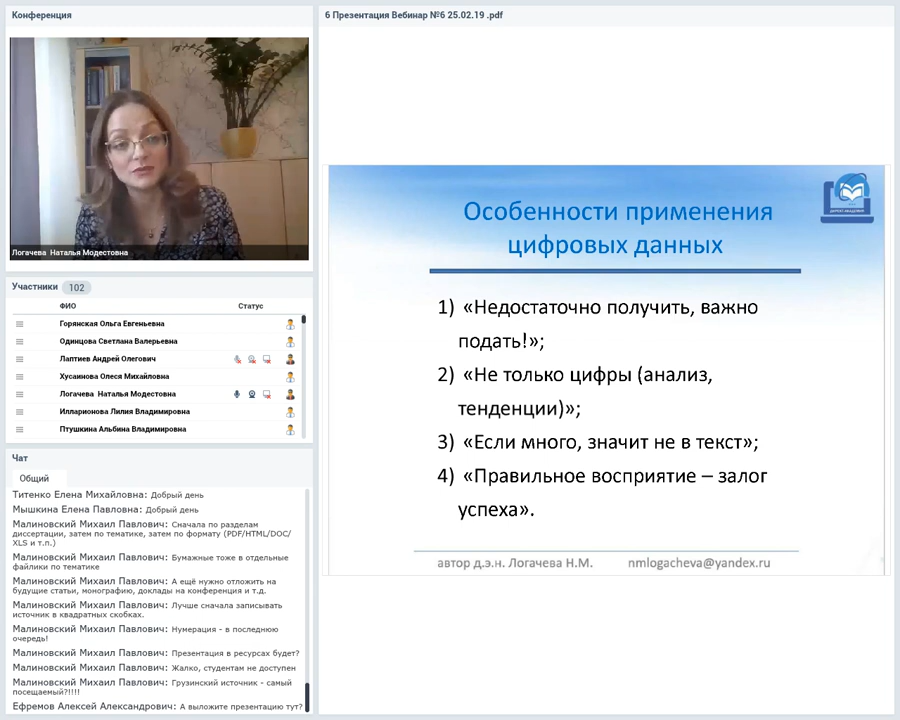 Конференция
Логачева Наталья Модестовна
Участники 102
ФИО Статус
Горянская Ольга Евгеньевна
Одинцова Светлана Валерьевна
Лаптиев Андрей Олегович
Хусаинова Олеся Михайловна
Логачева Наталья Модестовна
Илларионова Лилия Владимировна
Птушкина Альбина Владимировна
Чат
Общий
Титенко Елена Михайловна: Добрый день
Мышкина Елена Павловна: Добрый день
Малиновский Михаил Павлович: Сначала по разделам
диссертации, затем по тематике, затем по формату (PDF/HTML/DOC/
XLS и т.п.)
Малиновский Михаил Павлович: Бумажные тоже в отдельные
файлики по тематике
Малиновский Михаил Павлович: А ещё нужно отложить на
будущие статьи, монографию, доклады на конференция и т.д.
Малиновский Михаил Павлович: Лучше сначала записывать
источник в квадратных скобках.
Малиновский Михаил Павлович: Нумерация - в последнюю
очередь!
Малиновский Михаил Павлович: Презентация в ресурсах будет?
Малиновский Михаил Павлович: Жалко, студентам не доступен
Малиновский Михаил Павлович: Грузинский источник - самый
посещаемый?!!!!
Ефремов Алексей Александрович: А выложите презентацию тут?
6 Презентация Вебинар №6 25.02.19 .pdf
Особенности применения
цифровых данных
1) «Недостаточно получить, важно
подать!»;
2) «Не только цифры (анализ,
тенденции)»;
3) «Если много, значит не в текст»;
4) «Правильное восприятие – залог
успеха».
автор д.э.н. Логачева Н.М. nmlogacheva@yandex.ru